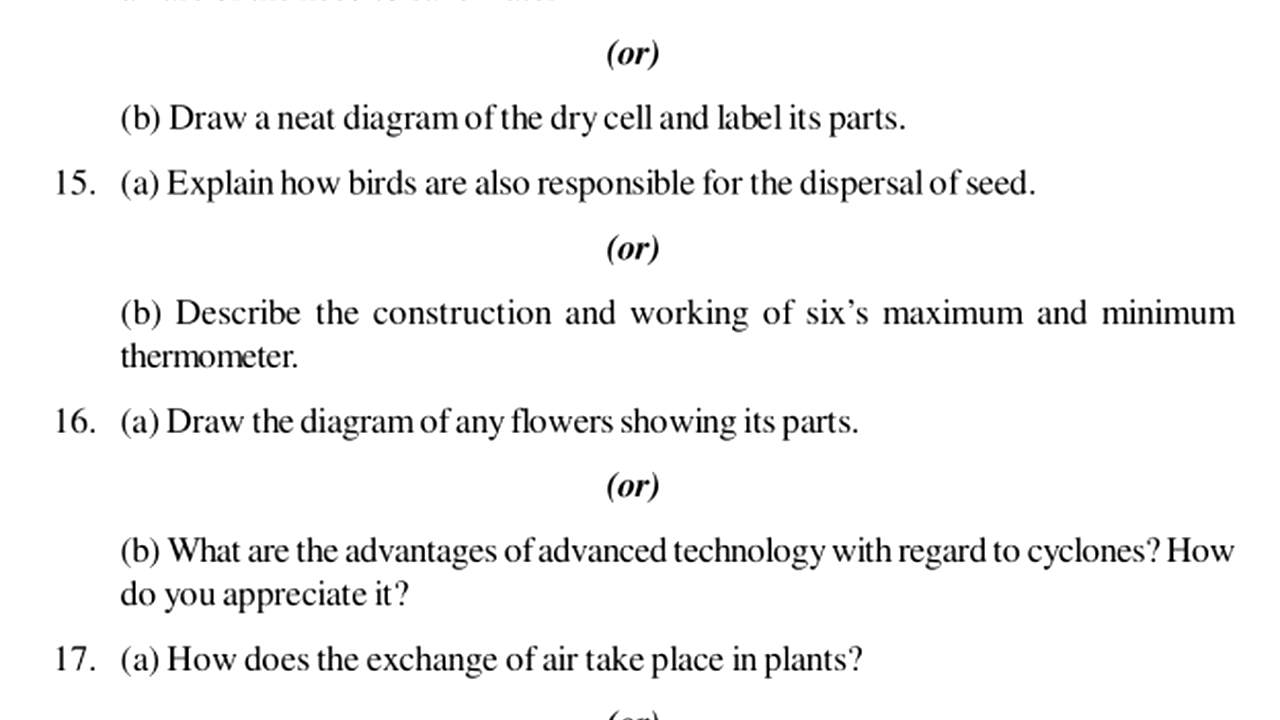 (or)
(b) Draw a neat diagram of the dry cell and label its parts.
15. (a) Explain how birds are also responsible for the dispersal of seed.
(or)
(b) Describe the construction and working of six's maximum and minimum
thermometer.
16. (a) Draw the diagram of any flowers showing its parts.
(or)
(b) What are the advantages of advanced technology with regard to cyclones? How
do you appreciate it?
17. (a) How does the exchange of air take place in plants?